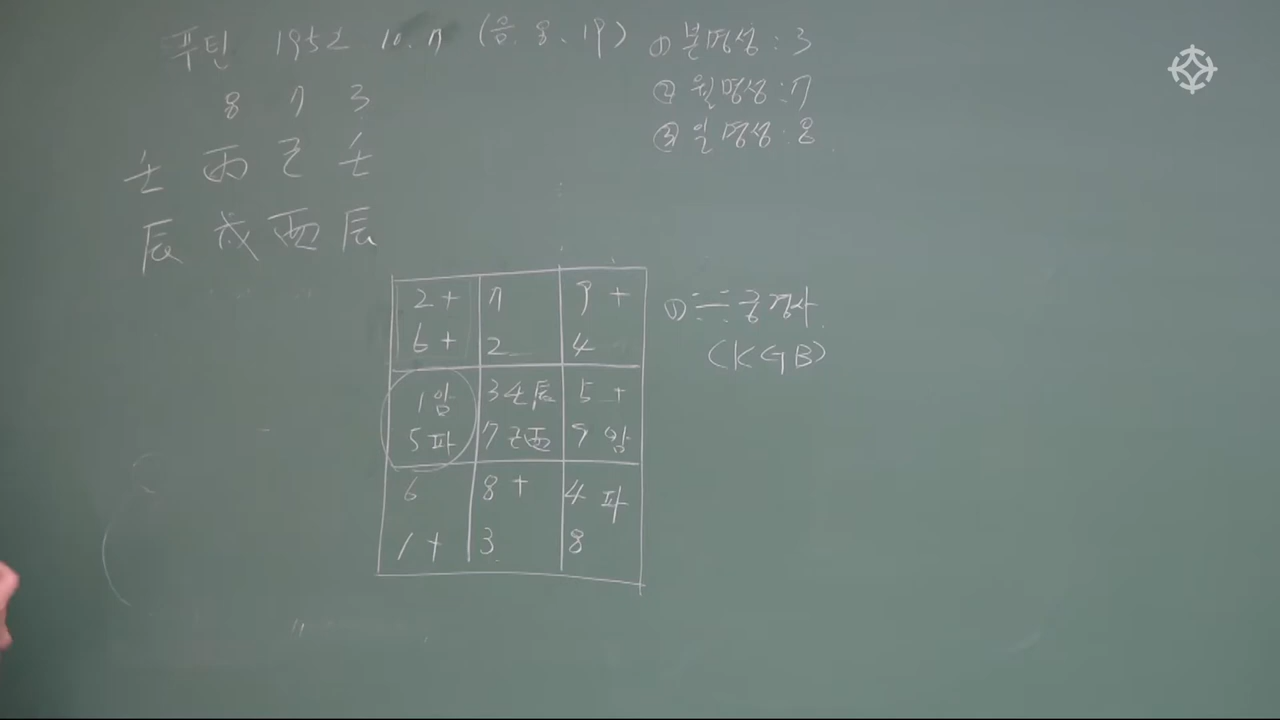 푸틴 1952 10. 7 (음. 8. 19)
8 7 3
壬 丙 己 壬
辰 戌 酉 辰
① 본명성 : 3
② 월명성 : 7
③ 일명성 : 8
2 + 7 9 +
6 + 2 4
1 암 3 壬辰 5 +
5 파 7 己酉 9 암
6 8 + 4 파
1 + 3 8
① ☵ 궁 경사
(KGB)